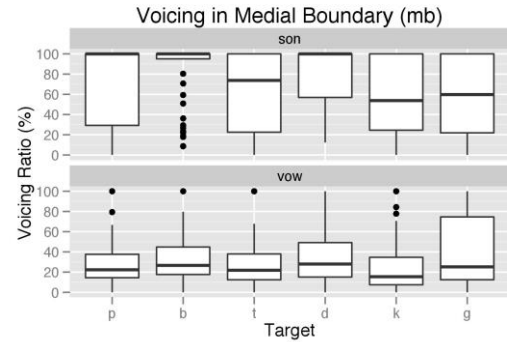 Voicing in Medial Boundary (mb)
son
100
80
60
40
20
0
vow
100
80
60
40
20
0
Voicing Ratio (%)
p b t d k g
Target